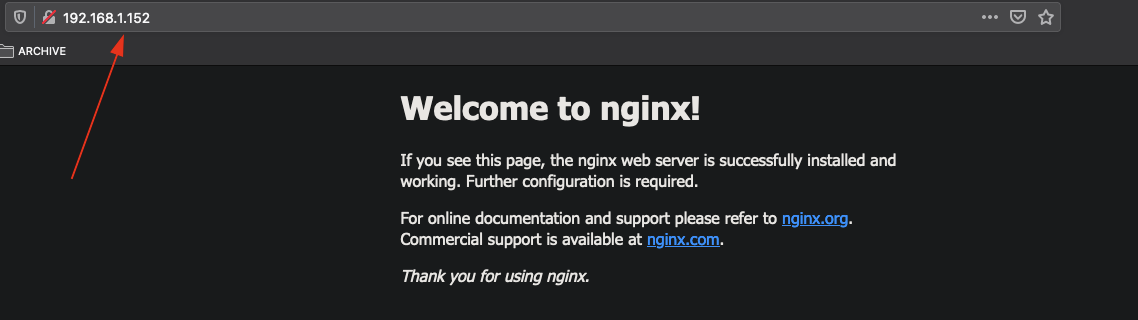 192.168.1.152
ARCHIVE
Welcome to nginx!
If you see this page, the nginx web server is successfully installed and
working. Further configuration is required.
For online documentation and support please refer to nginx.org.
Commercial support is available at nginx.com.
Thank you for using nginx.